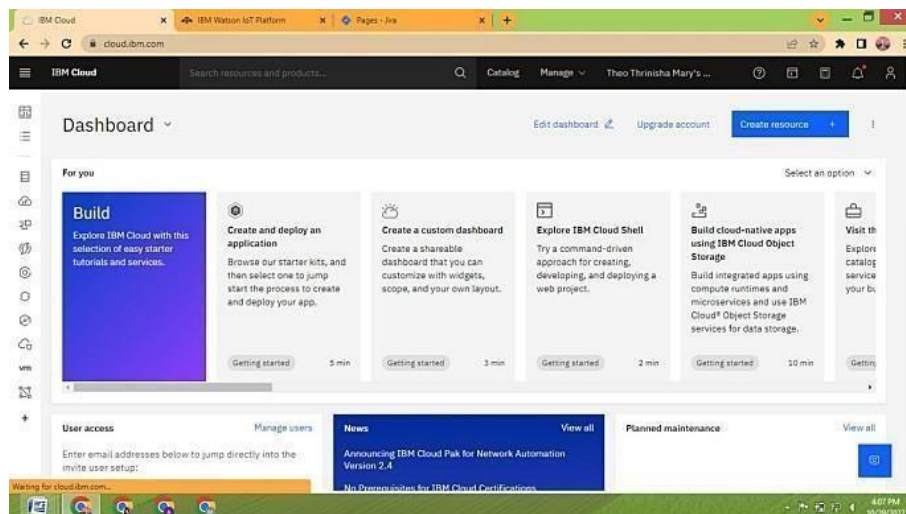 IBM Cloud
IBM Watson IoT Platform
Pages - Jira
cloud.ibm.com
IBM Cloud
Search resources and products...
Catalog
Manage
Theo Thrinisha Mary's ...
Dashboard
Edit dashboard
Upgrade account
Create resource +
For you
Select an option
Build
Explore IBM Cloud with this
selection of easy starter
tutorials and services.
Create and deploy an
application
Browse our starter kits, and
then select one to jump
start the process to create
and deploy your app.
Getting started
5 min
Create a custom dashboard
Create a shareable
dashboard that you can
customize with widgets,
scope, and your own layout.
Getting started
3 min
Explore IBM Cloud Shell
Try a command-driven
approach for creating,
developing, and deploying a
web project.
Getting started
2 min
Build cloud-native apps
using IBM Cloud Object
Storage
Build integrated apps using
compute runtimes and
microservices and use IBM
Cloud® Object Storage
services for data storage.
Getting started
10 min
Visit th
Explore
catalog
service
your bu
Getting
vm
User access
Manage users
Enter email addresses below to jump directly into the
invite user setup:
News
View all
Announcing IBM Cloud Pak for Network Automation
Version 2.4
No Prerequisites for IBM Cloud Certifications
Planned maintenance
View all
Waiting for cloud.ibm.com...
4:07 PM
10/29/2022